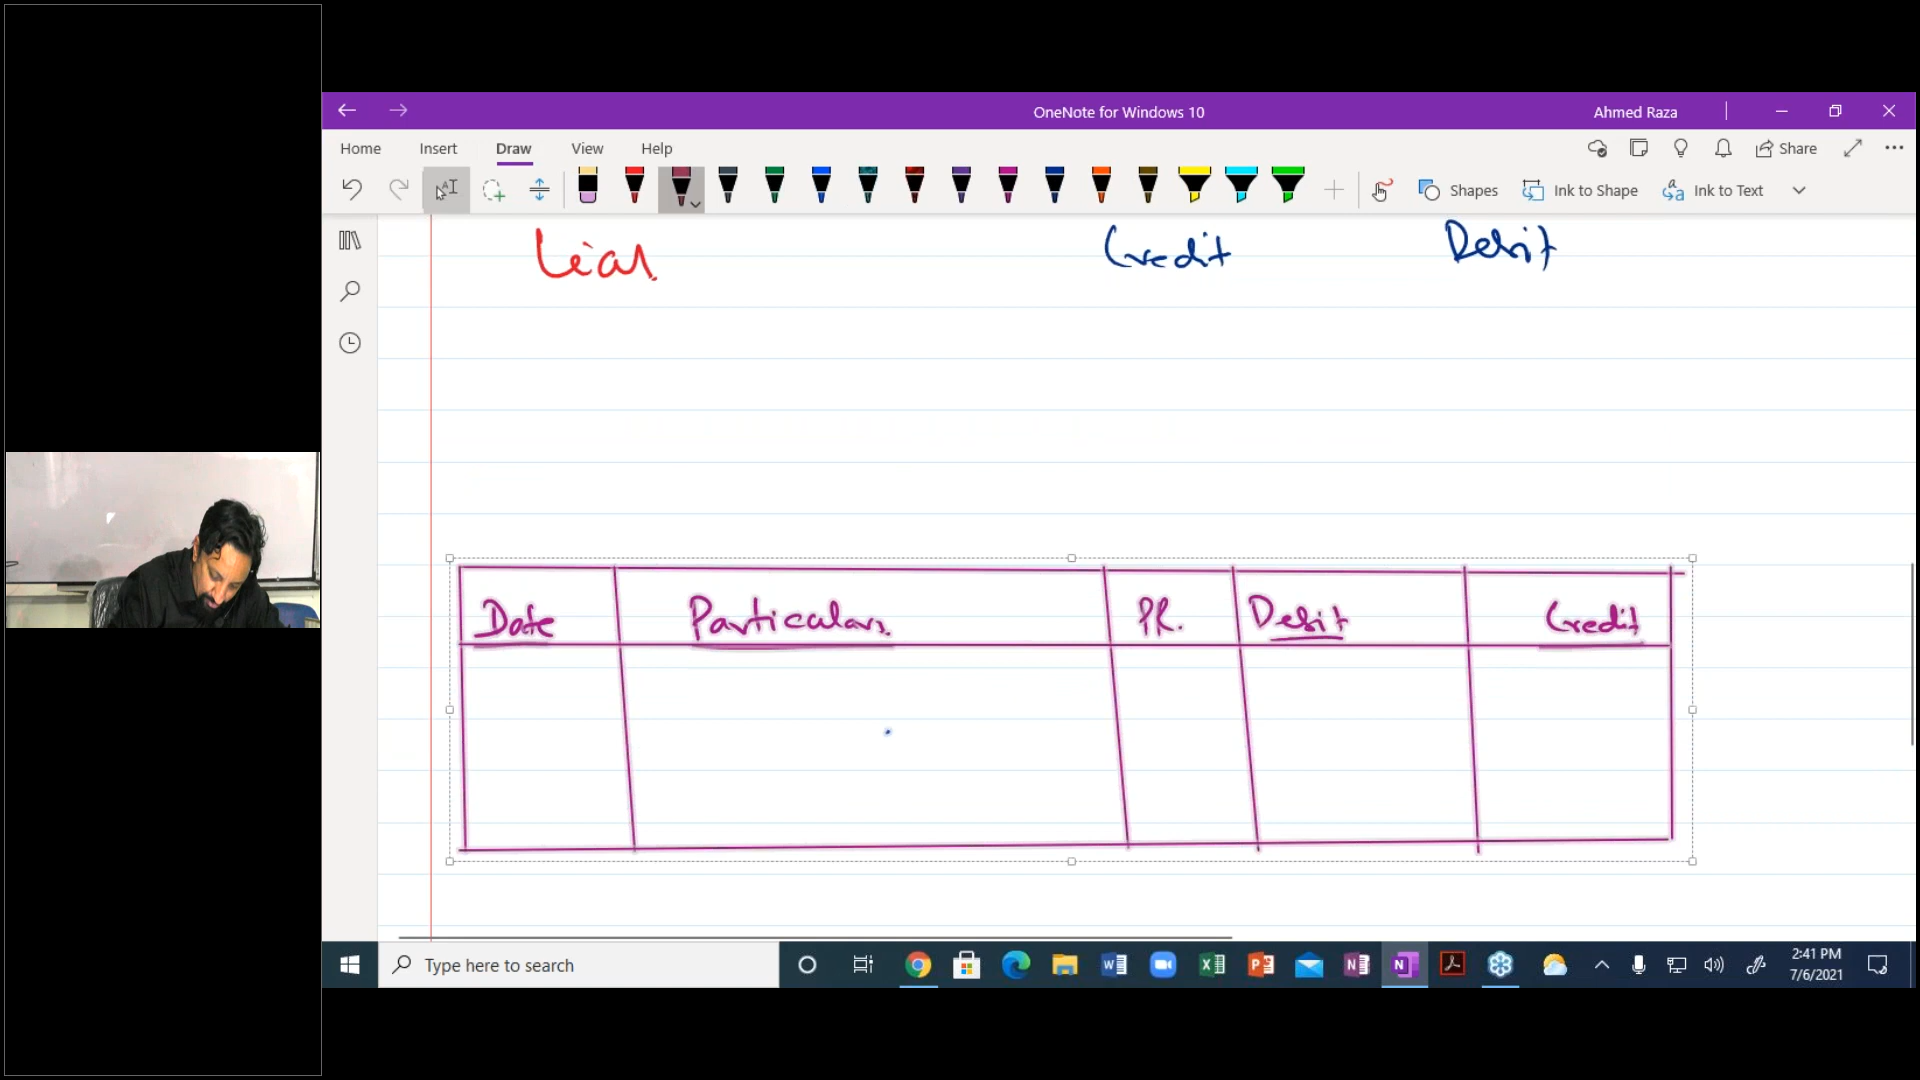 OneNote for Windows 10 Ahmed Raza
Home Insert Draw View Help Share
Shapes Ink to Shape Ink to Text
Credit Debit
Date Particulars. PR. Debit Credit
Type here to search
2:41 PM
7/6/2021